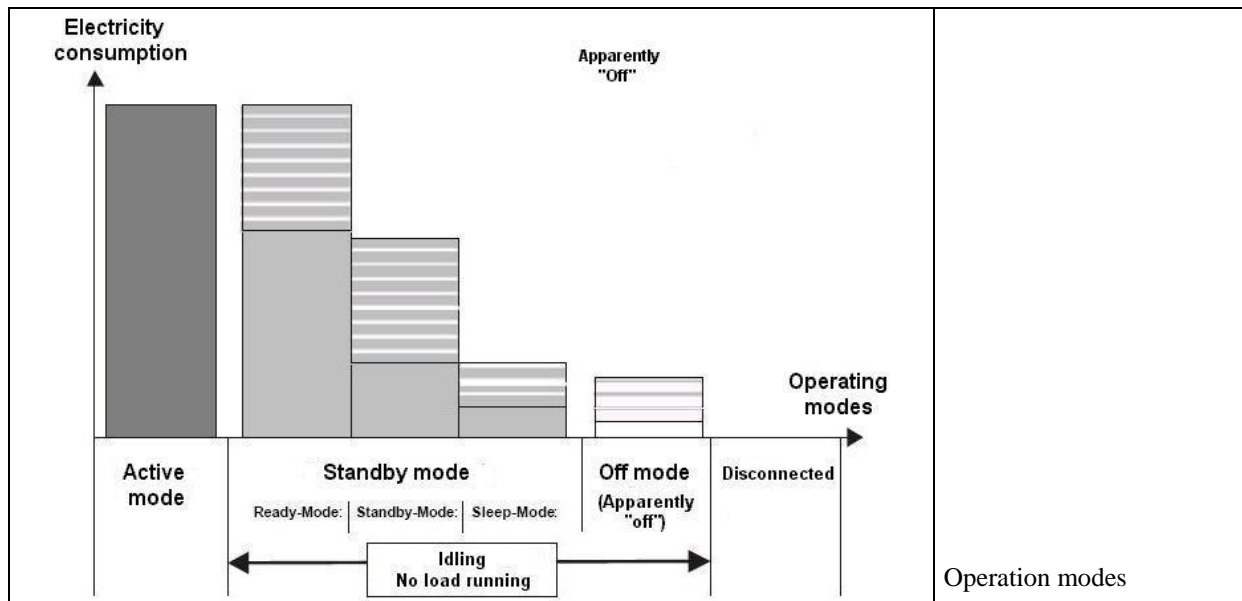 Electricity
consumption
Apparently
"Off"
Operating
modes
Active
mode
Standby mode
Off mode
(Apparently
"off")
Disconnected
Ready-Mode:
Standby-Mode:
Sleep-Mode:
Idling
No load running
Operation modes